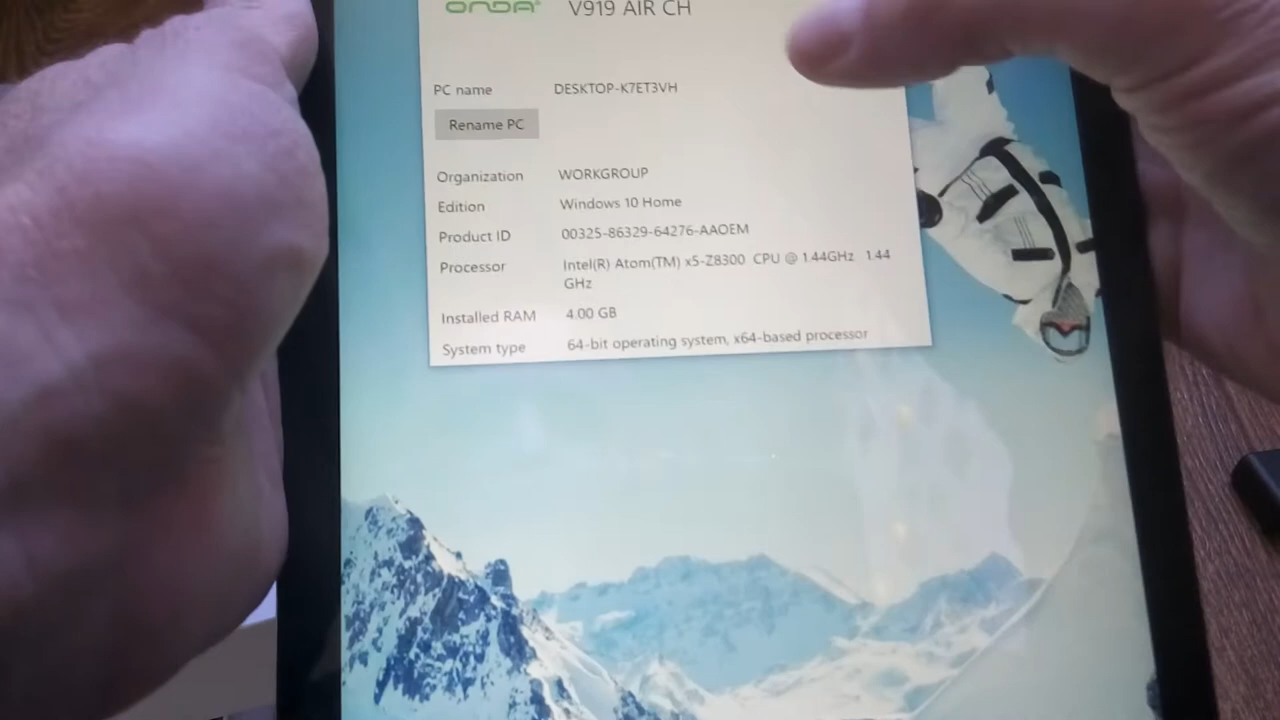 ONDA V919 AIR CH
PC name DESKTOP-K7ET3VH
Rename PC
Organization WORKGROUP
Edition Windows 10 Home
Product ID 00325-86329-64276-AAOEM
Processor Intel(R) Atom(TM) x5-Z8300 CPU @ 1.44GHz 1.44
GHz
Installed RAM 4.00 GB
System type 64-bit operating system, x64-based processor